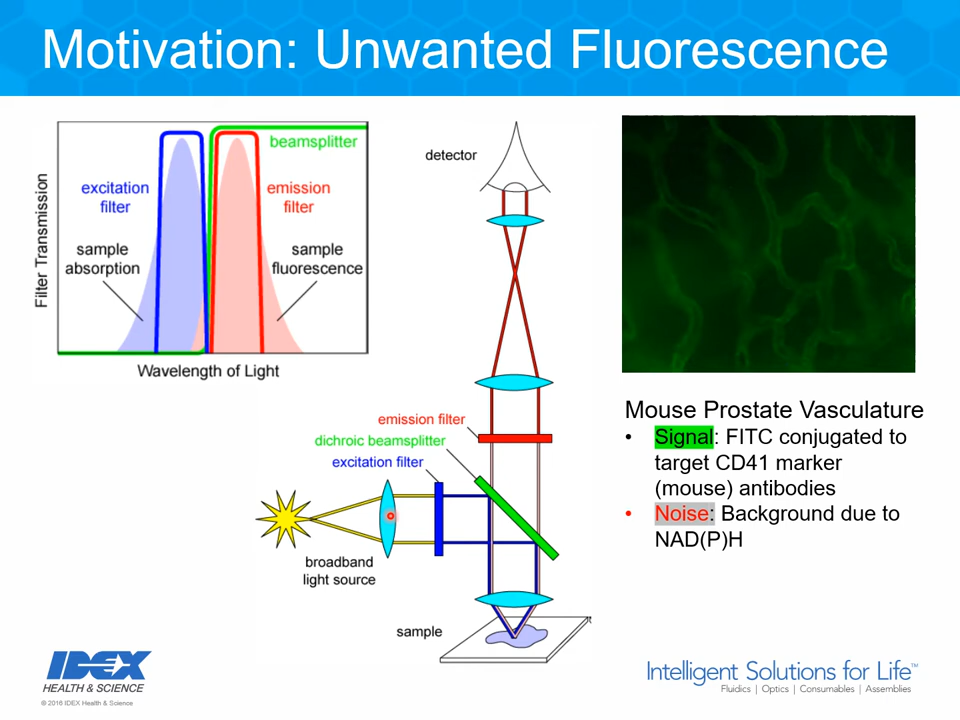 Motivation: Unwanted Fluorescence
beamsplitter
excitation
filter
emission
filter
sample
absorption
sample
fluorescence
Filter Transmission
Wavelength of Light
detector
emission filter
dichroic beamsplitter
excitation filter
broadband
light source
sample
Mouse Prostate Vasculature
• Signal: FITC conjugated to
target CD41 marker
(mouse) antibodies
• Noise: Background due to
NAD(P)H
IDEX
HEALTH & SCIENCE
© 2016 IDEX Health & Science
Intelligent Solutions for Life™
Fluidics | Optics | Consumables | Assemblies